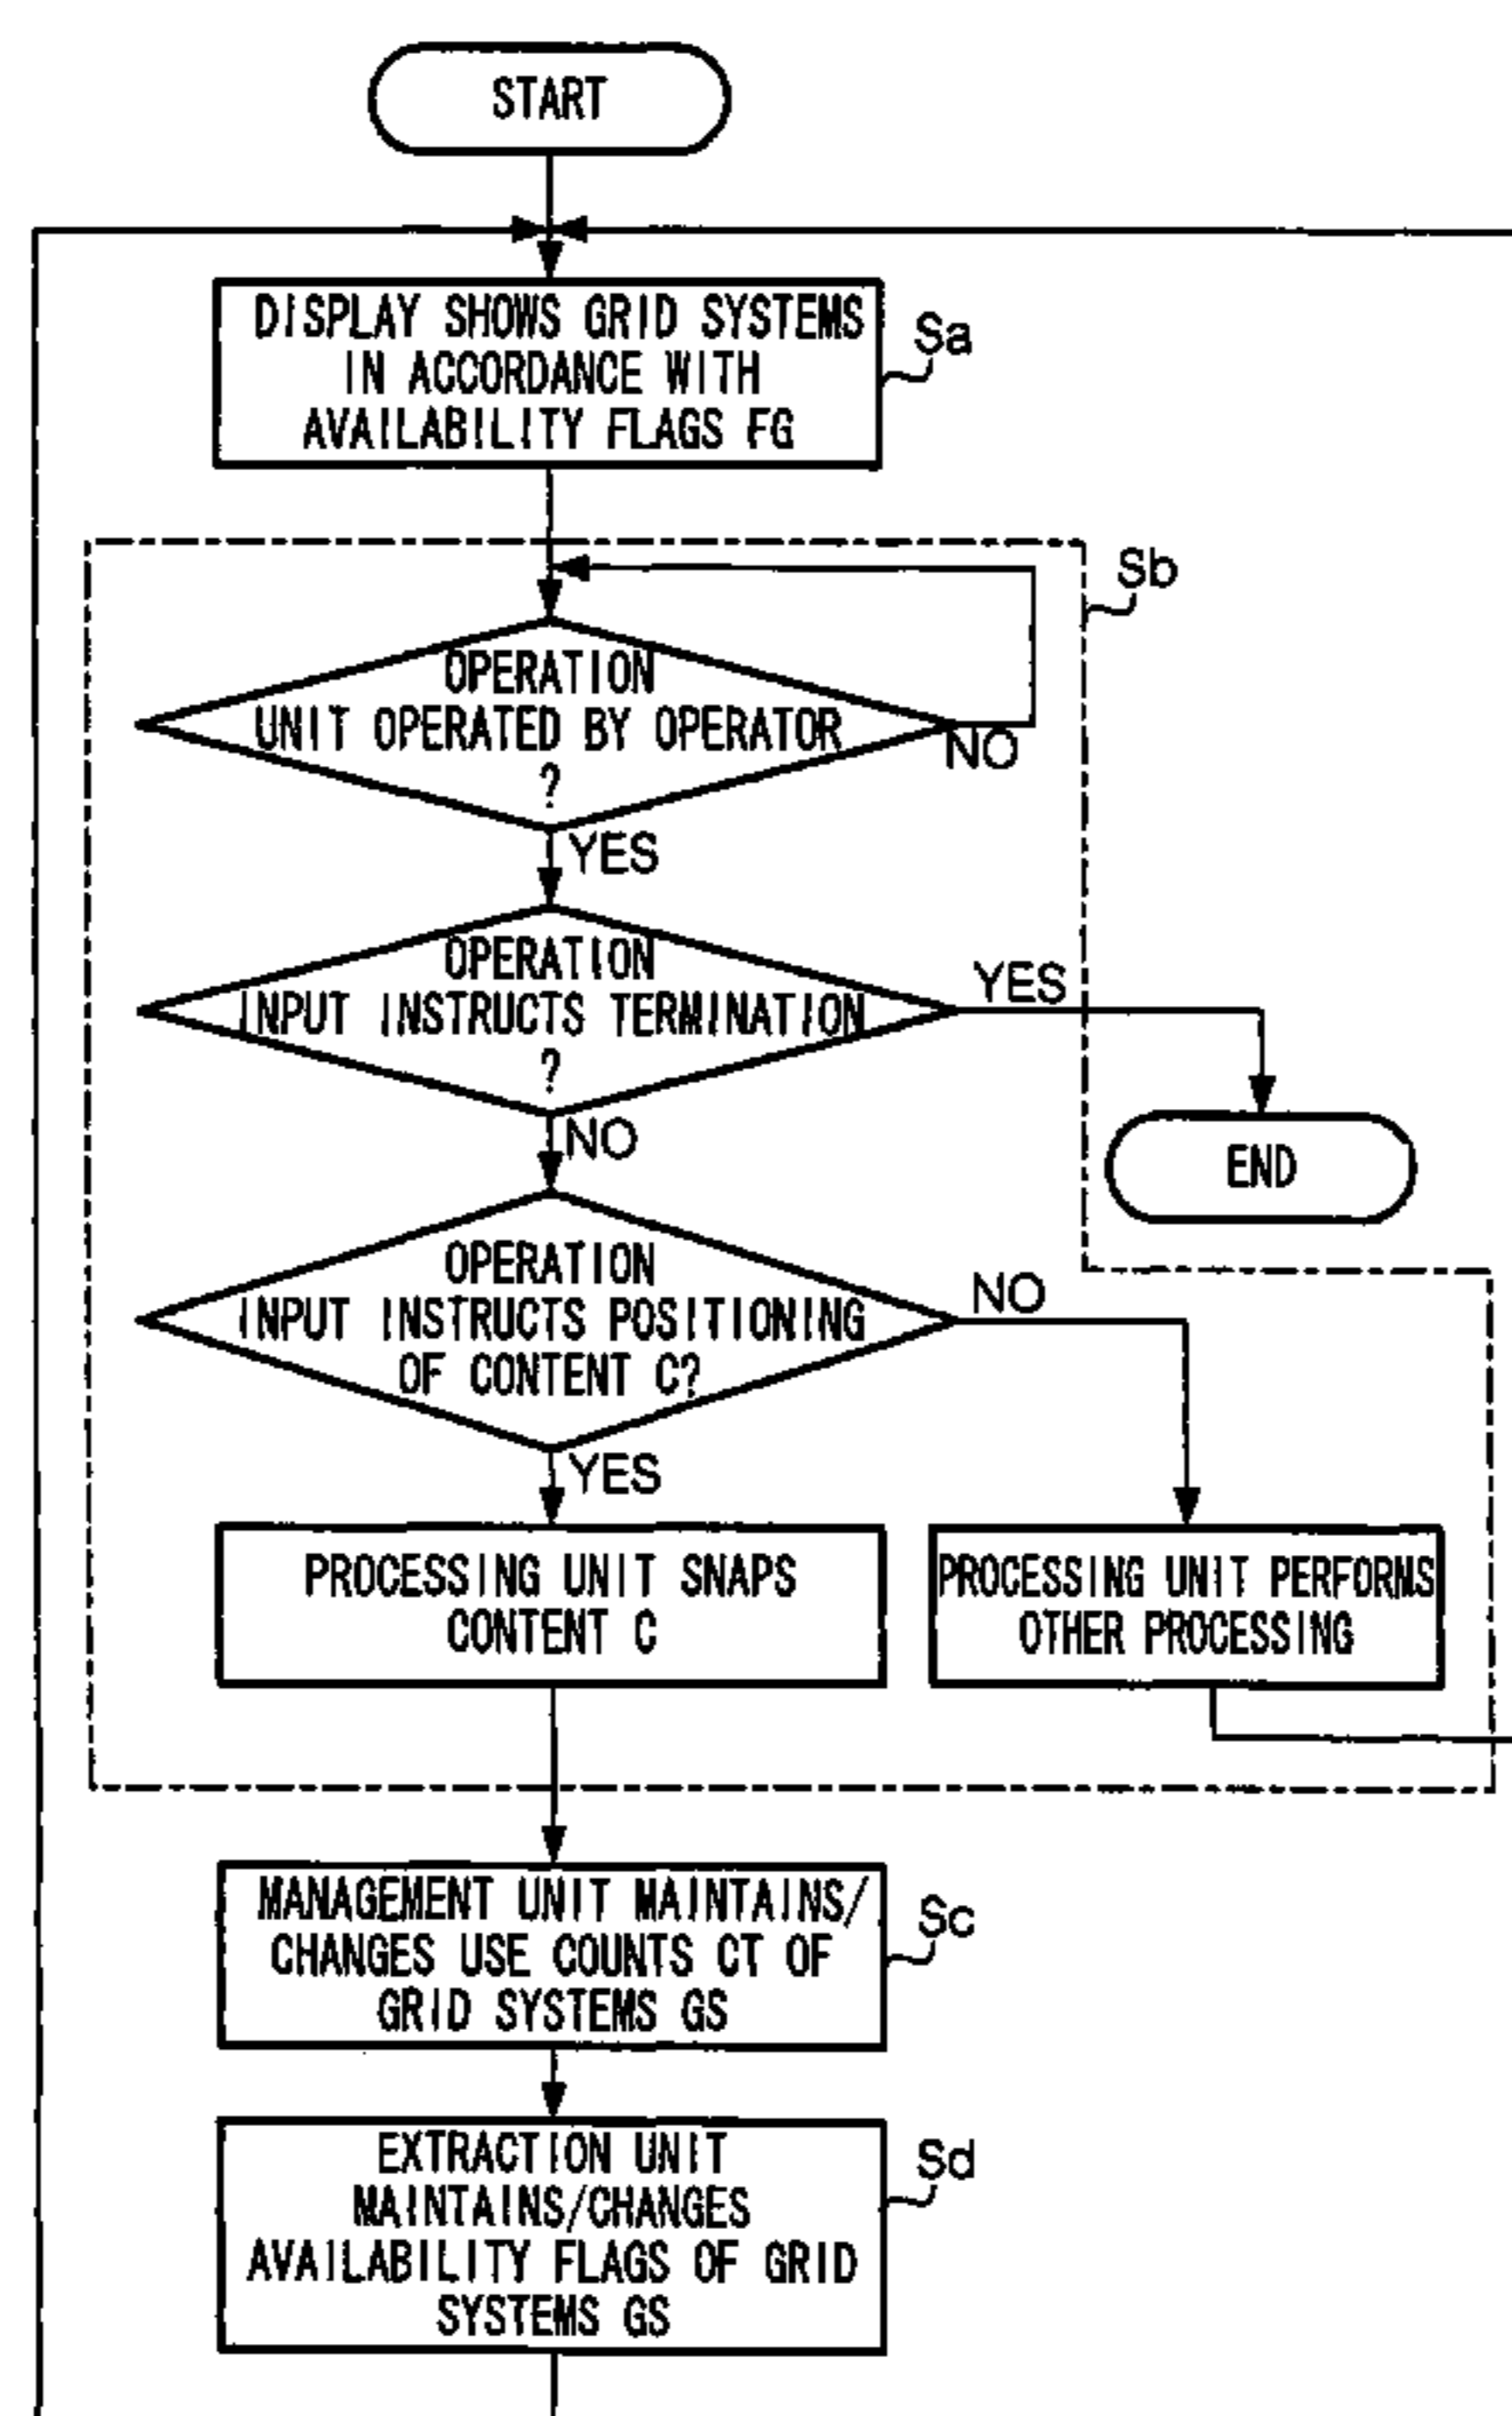 START
DISPLAY SHOWS GRID SYSTEMS
IN ACCORDANCE WITH
AVAILABILITY FLAGS FG
Sa
Sb
OPERATION
UNIT OPERATED BY OPERATOR
?
NO
YES
OPERATION
INPUT INSTRUCTS TERMINATION
?
YES
NO
END
OPERATION
INPUT INSTRUCTS POSITIONING
OF CONTENT C?
NO
YES
PROCESSING UNIT SNAPS
CONTENT C
PROCESSING UNIT PERFORMS
OTHER PROCESSING
MANAGEMENT UNIT MAINTAINS/
CHANGES USE COUNTS CT OF
GRID SYSTEMS GS
Sc
EXTRACTION UNIT
MAINTAINS/CHANGES
AVAILABILITY FLAGS OF GRID
SYSTEMS GS
Sd